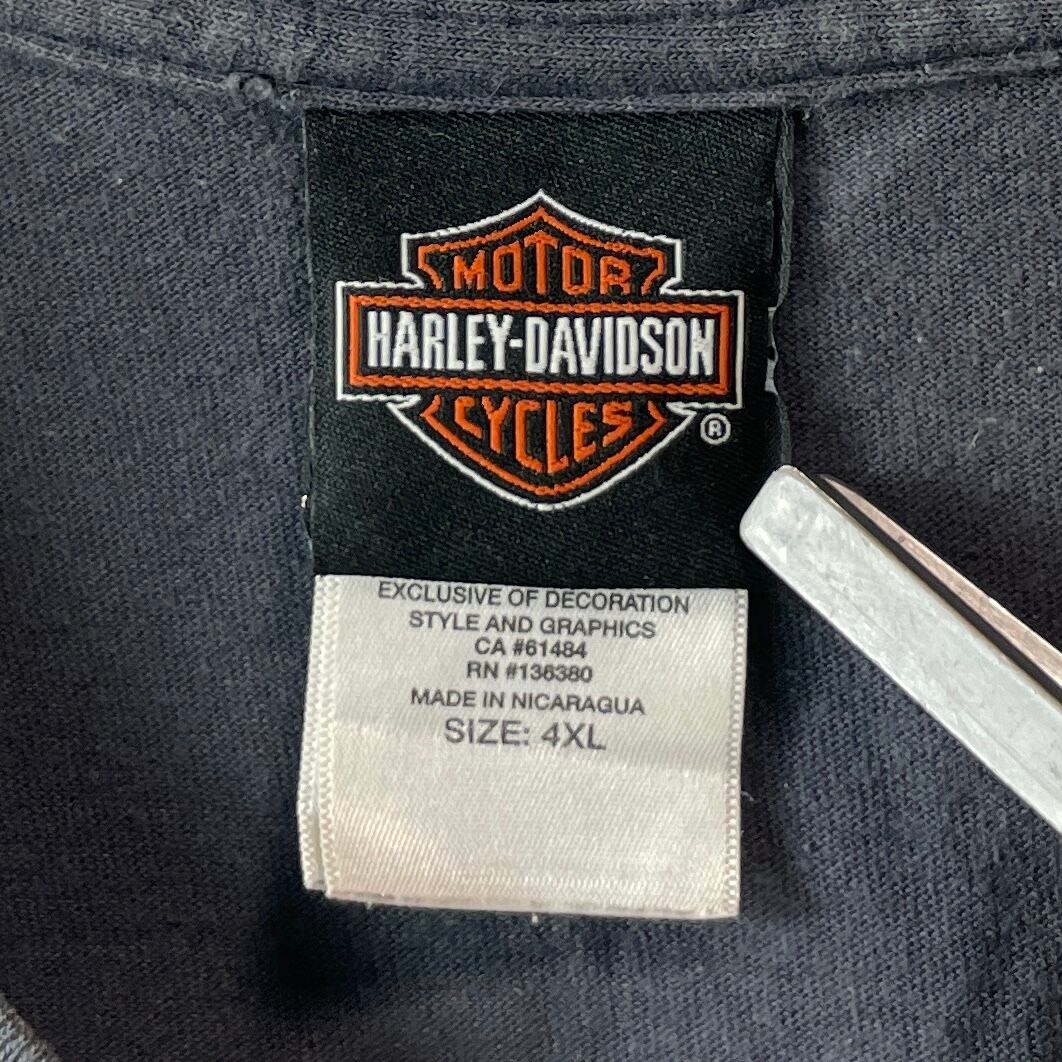 MOTOR
HARLEY-DAVIDSON
CYCLES
®
EXCLUSIVE OF DECORATION
STYLE AND GRAPHICS
CA #61484
RN #136380
MADE IN NICARAGUA
SIZE: 4XL